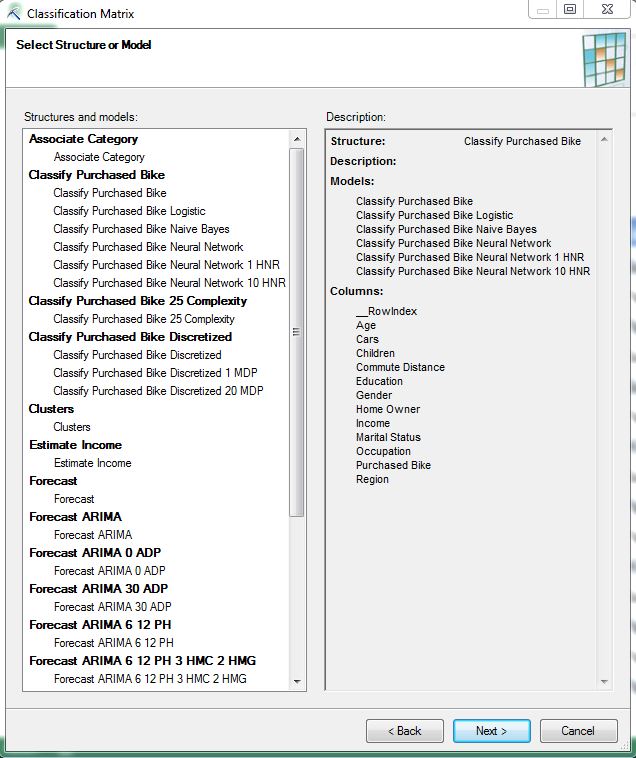 Classification Matrix
Select Structure or Model
Structures and models:
Associate Category
Associate Category
Classify Purchased Bike
Classify Purchased Bike
Classify Purchased Bike Logistic
Classify Purchased Bike Naive Bayes
Classify Purchased Bike Neural Network
Classify Purchased Bike Neural Network 1 HNR
Classify Purchased Bike Neural Network 10 HNR
Classify Purchased Bike 25 Complexity
Classify Purchased Bike 25 Complexity
Classify Purchased Bike Discretized
Classify Purchased Bike Discretized
Classify Purchased Bike Discretized 1 MDP
Classify Purchased Bike Discretized 20 MDP
Clusters
Clusters
Estimate Income
Estimate Income
Forecast
Forecast
Forecast ARIMA
Forecast ARIMA
Forecast ARIMA 0 ADP
Forecast ARIMA 0 ADP
Forecast ARIMA 30 ADP
Forecast ARIMA 30 ADP
Forecast ARIMA 6 12 PH
Forecast ARIMA 6 12 PH
Forecast ARIMA 6 12 PH 3 HMC 2 HMG
Forecast ARIMA 6 12 PH 3 HMC 2 HMG
Description:
Structure: Classify Purchased Bike
Description:
Models:
Classify Purchased Bike
Classify Purchased Bike Logistic
Classify Purchased Bike Naive Bayes
Classify Purchased Bike Neural Network
Classify Purchased Bike Neural Network 1 HNR
Classify Purchased Bike Neural Network 10 HNR
Columns:
__RowIndex
Age
Cars
Children
Commute Distance
Education
Gender
Home Owner
Income
Marital Status
Occupation
Purchased Bike
Region
< Back Next > Cancel